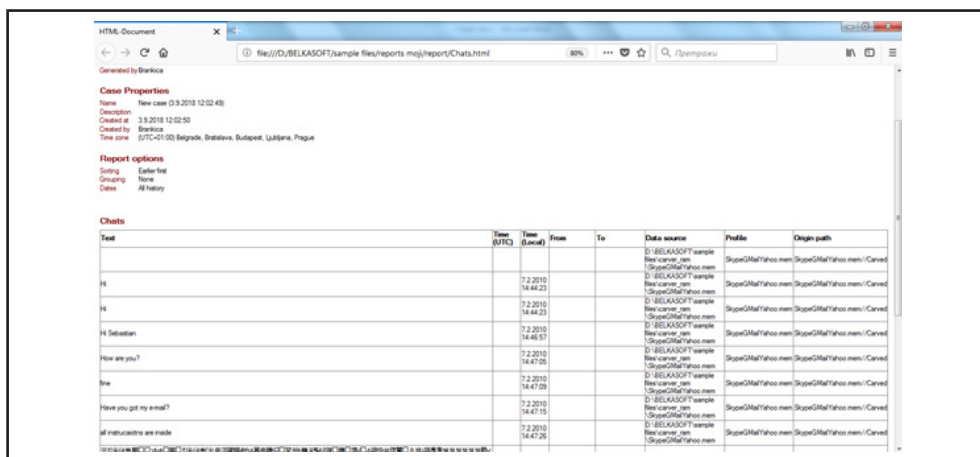 HTML-Document
file:///D:/BELKASOFT/sample files/reports moji/report/Chats.html
80%
Претражи
Generated by Brankica
Case Properties
Name New case (3.9.2018 12:02:49)
Description
Created at 3.9.2018 12:02:50
Created by Brankica
Time zone (UTC+01:00) Belgrade, Bratislava, Budapest, Ljubljana, Prague
Report options
Sorting Earlier first
Grouping None
Dates All history
Chats
Text Time (UTC) Time (Local) From To Data source Profile Origin path
D:\BELKASOFT\sample files\carver_ram\SkypeGMailYahoo.mem SkypeGMailYahoo.mem SkypeGMailYahoo.mem//Carved
Hi 7.2.2010 14:44:23 D:\BELKASOFT\sample files\carver_ram\SkypeGMailYahoo.mem SkypeGMailYahoo.mem SkypeGMailYahoo.mem//Carved
Hi 7.2.2010 14:44:23 D:\BELKASOFT\sample files\carver_ram\SkypeGMailYahoo.mem SkypeGMailYahoo.mem SkypeGMailYahoo.mem//Carved
Hi Sebastian 7.2.2010 14:46:57 D:\BELKASOFT\sample files\carver_ram\SkypeGMailYahoo.mem SkypeGMailYahoo.mem SkypeGMailYahoo.mem//Carved
How are you? 7.2.2010 14:47:05 D:\BELKASOFT\sample files\carver_ram\SkypeGMailYahoo.mem SkypeGMailYahoo.mem SkypeGMailYahoo.mem//Carved
fine 7.2.2010 14:47:09 D:\BELKASOFT\sample files\carver_ram\SkypeGMailYahoo.mem SkypeGMailYahoo.mem SkypeGMailYahoo.mem//Carved
Have you got my e-mail? 7.2.2010 14:47:15 D:\BELKASOFT\sample files\carver_ram\SkypeGMailYahoo.mem SkypeGMailYahoo.mem SkypeGMailYahoo.mem//Carved
all instrucaiotns are inside 7.2.2010 14:47:26 D:\BELKASOFT\sample files\carver_ram\SkypeGMailYahoo.mem SkypeGMailYahoo.mem SkypeGMailYahoo.mem//Carved